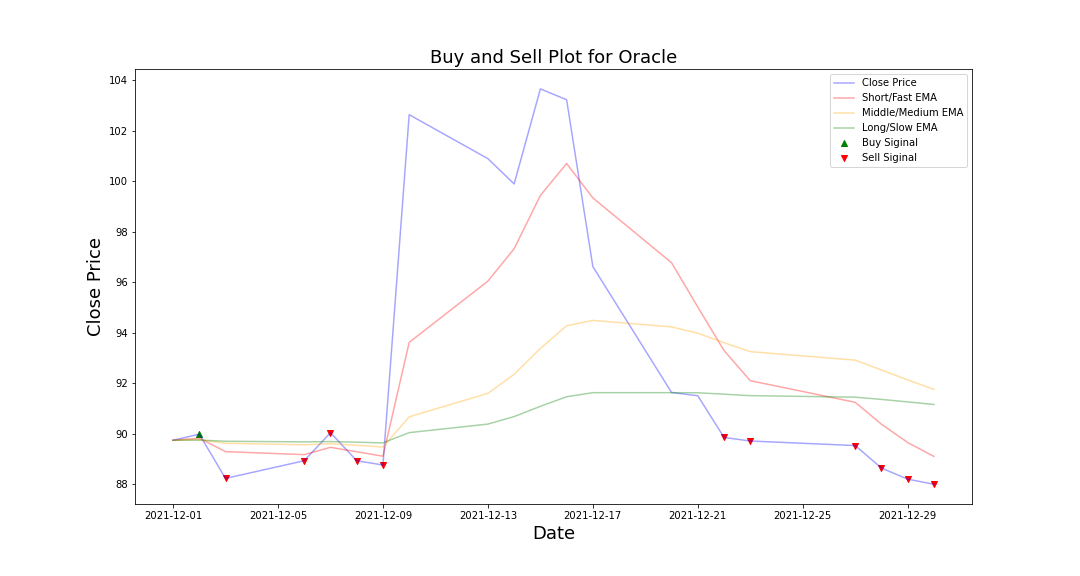 Buy and Sell Plot for Oracle
Close Price
104
102
100
98
96
94
92
90
88
Close Price
Short/Fast EMA
Middle/Medium EMA
Long/Slow EMA
Buy Siginal
Sell Siginal
2021-12-01 2021-12-05 2021-12-09 2021-12-13 2021-12-17 2021-12-21 2021-12-25 2021-12-29
Date